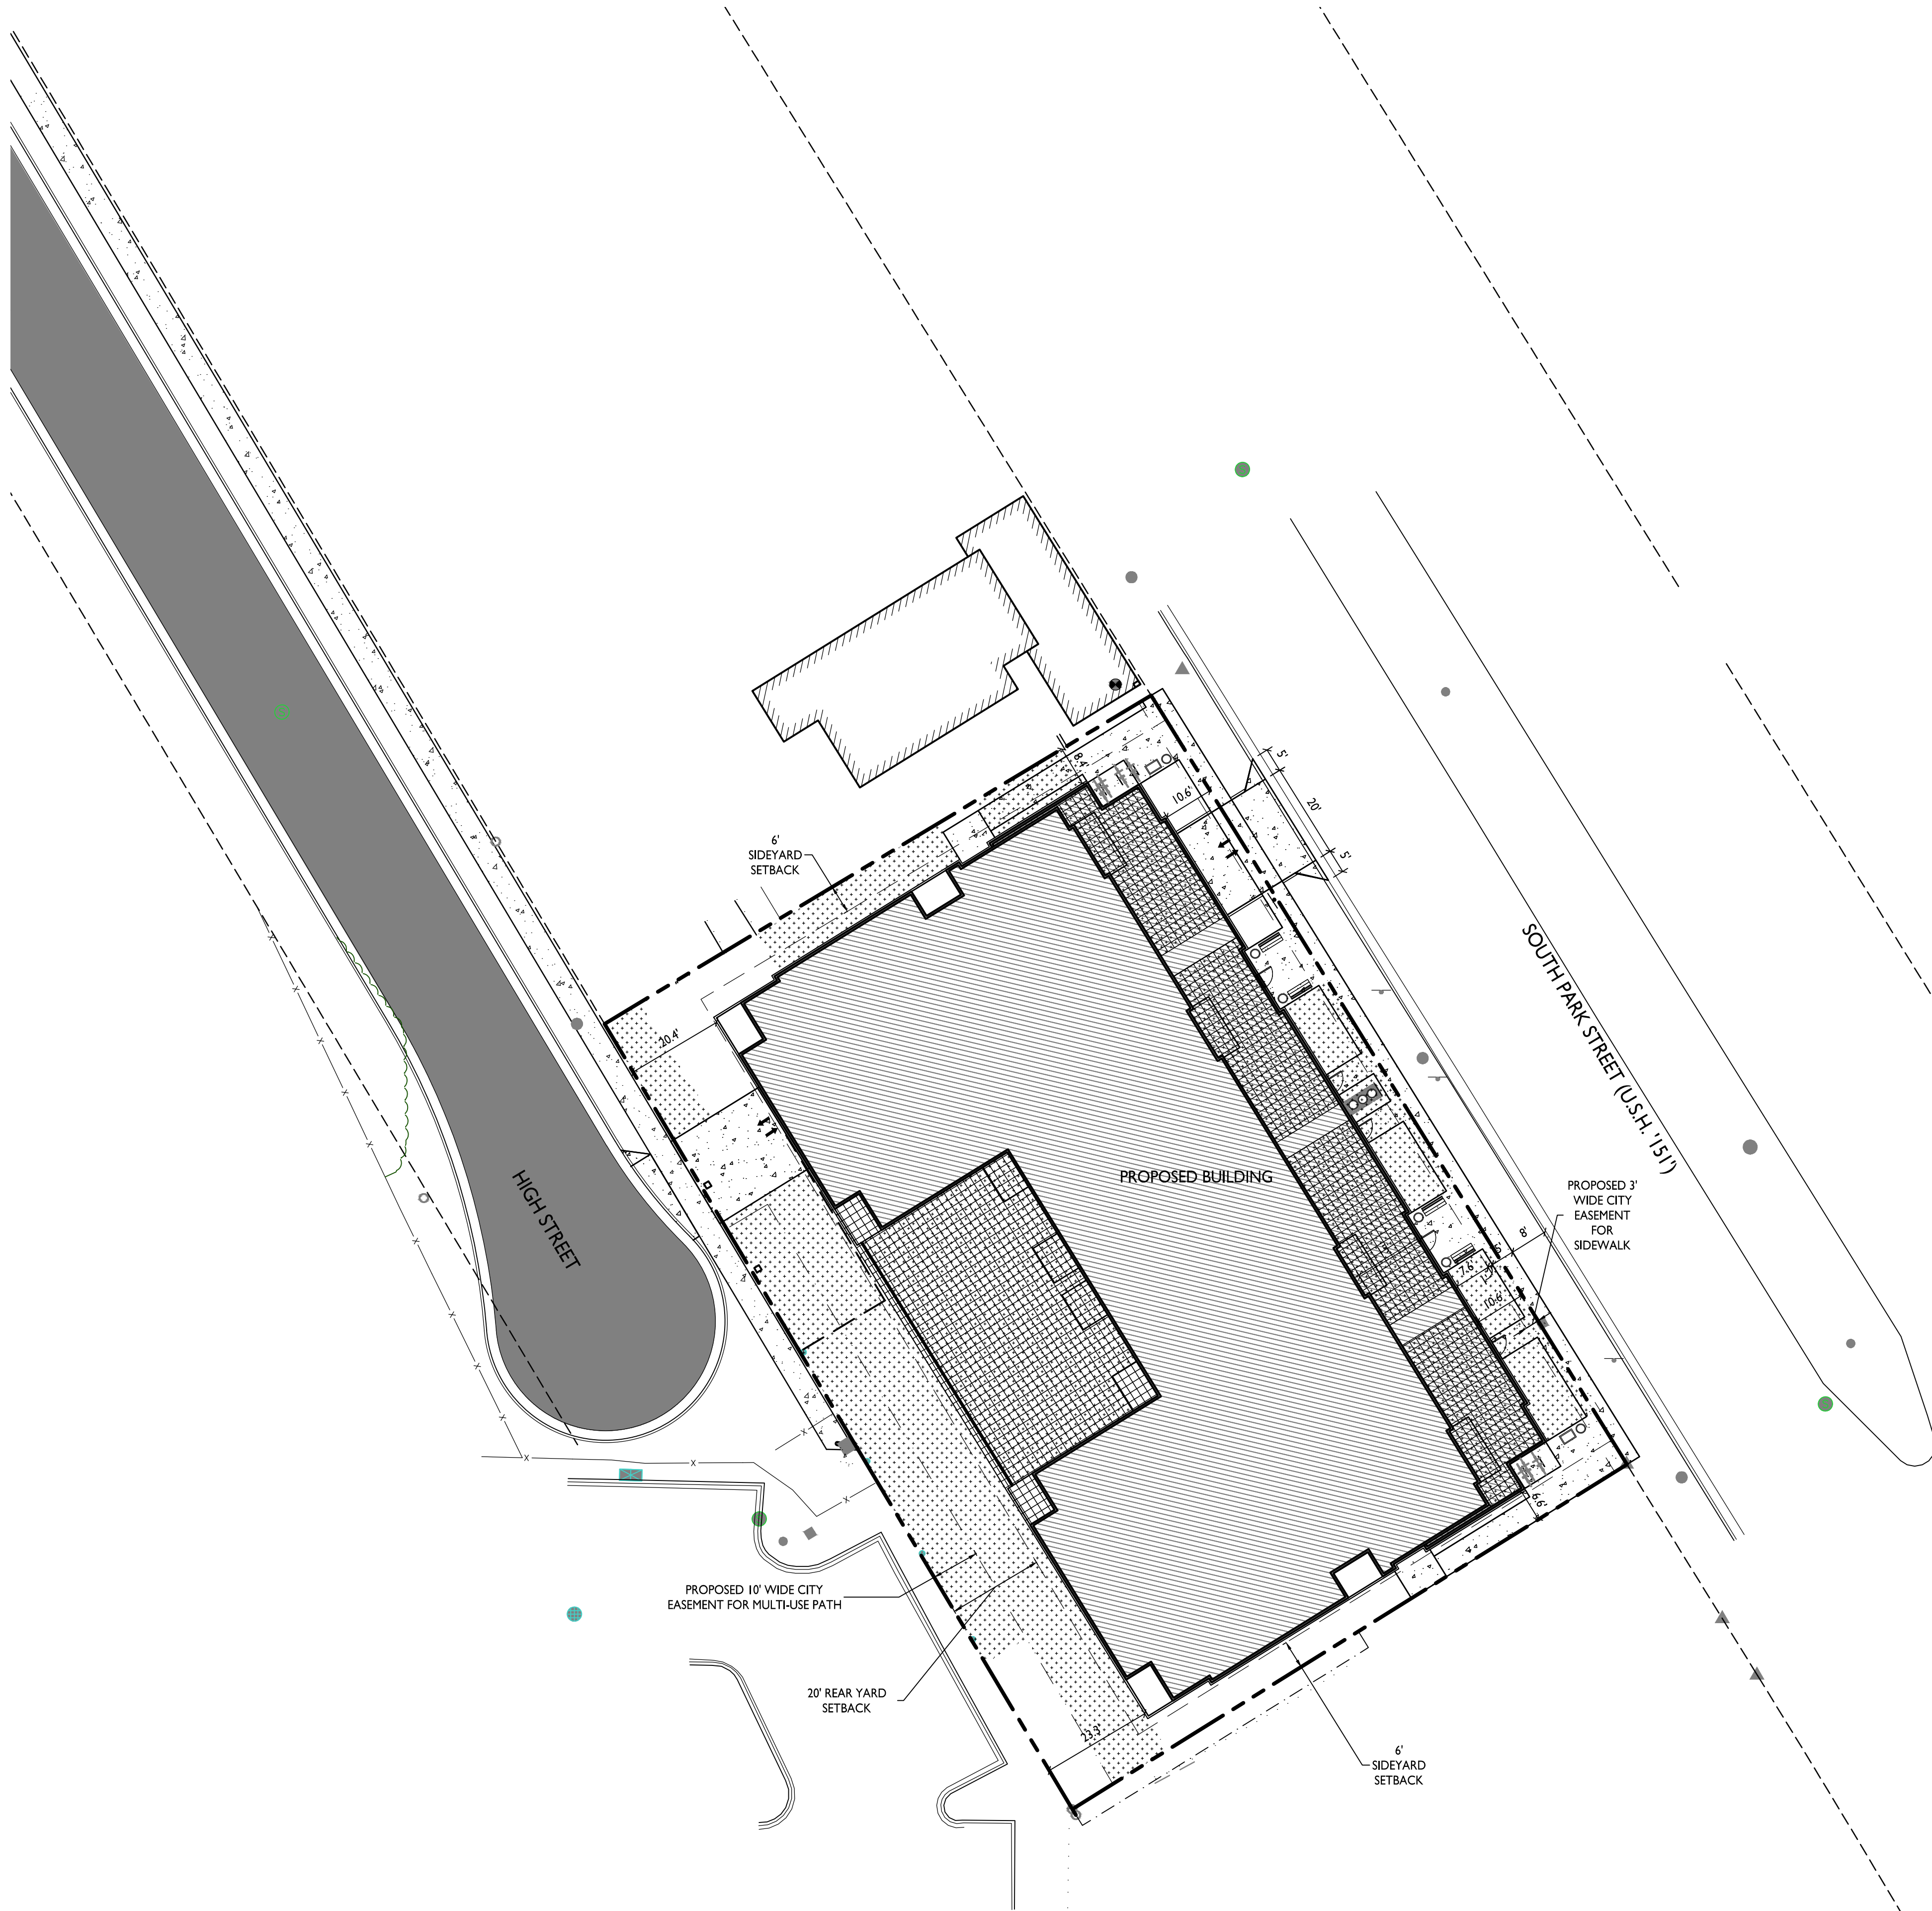 8.4'
5'
20'
5'
10.6'
6'
SIDEYARD
SETBACK
20.4'
SOUTH PARK STREET (U.S.H. '151')
HIGH STREET
PROPOSED BUILDING
PROPOSED 3'
WIDE CITY
EASEMENT
FOR
SIDEWALK
8'
7.6'
10.6'
6.6'
PROPOSED 10' WIDE CITY
EASEMENT FOR MULTI-USE PATH
20' REAR YARD
SETBACK
23.3'
6'
SIDEYARD
SETBACK